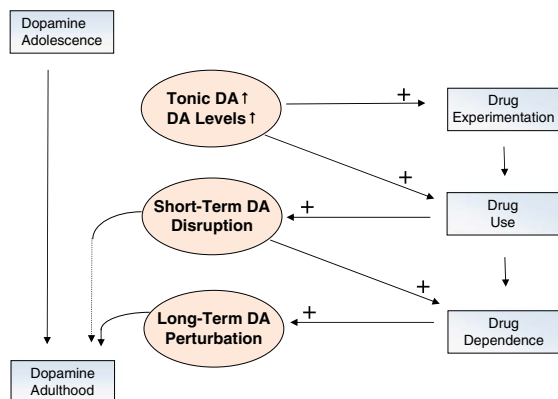 Dopamine
Adolescence
Tonic DA↑
DA Levels↑
+
Drug
Experimentation
+
Short-Term DA
Disruption
+
Drug
Use
+
Long-Term DA
Perturbation
+
Drug
Dependence
Dopamine
Adulthood